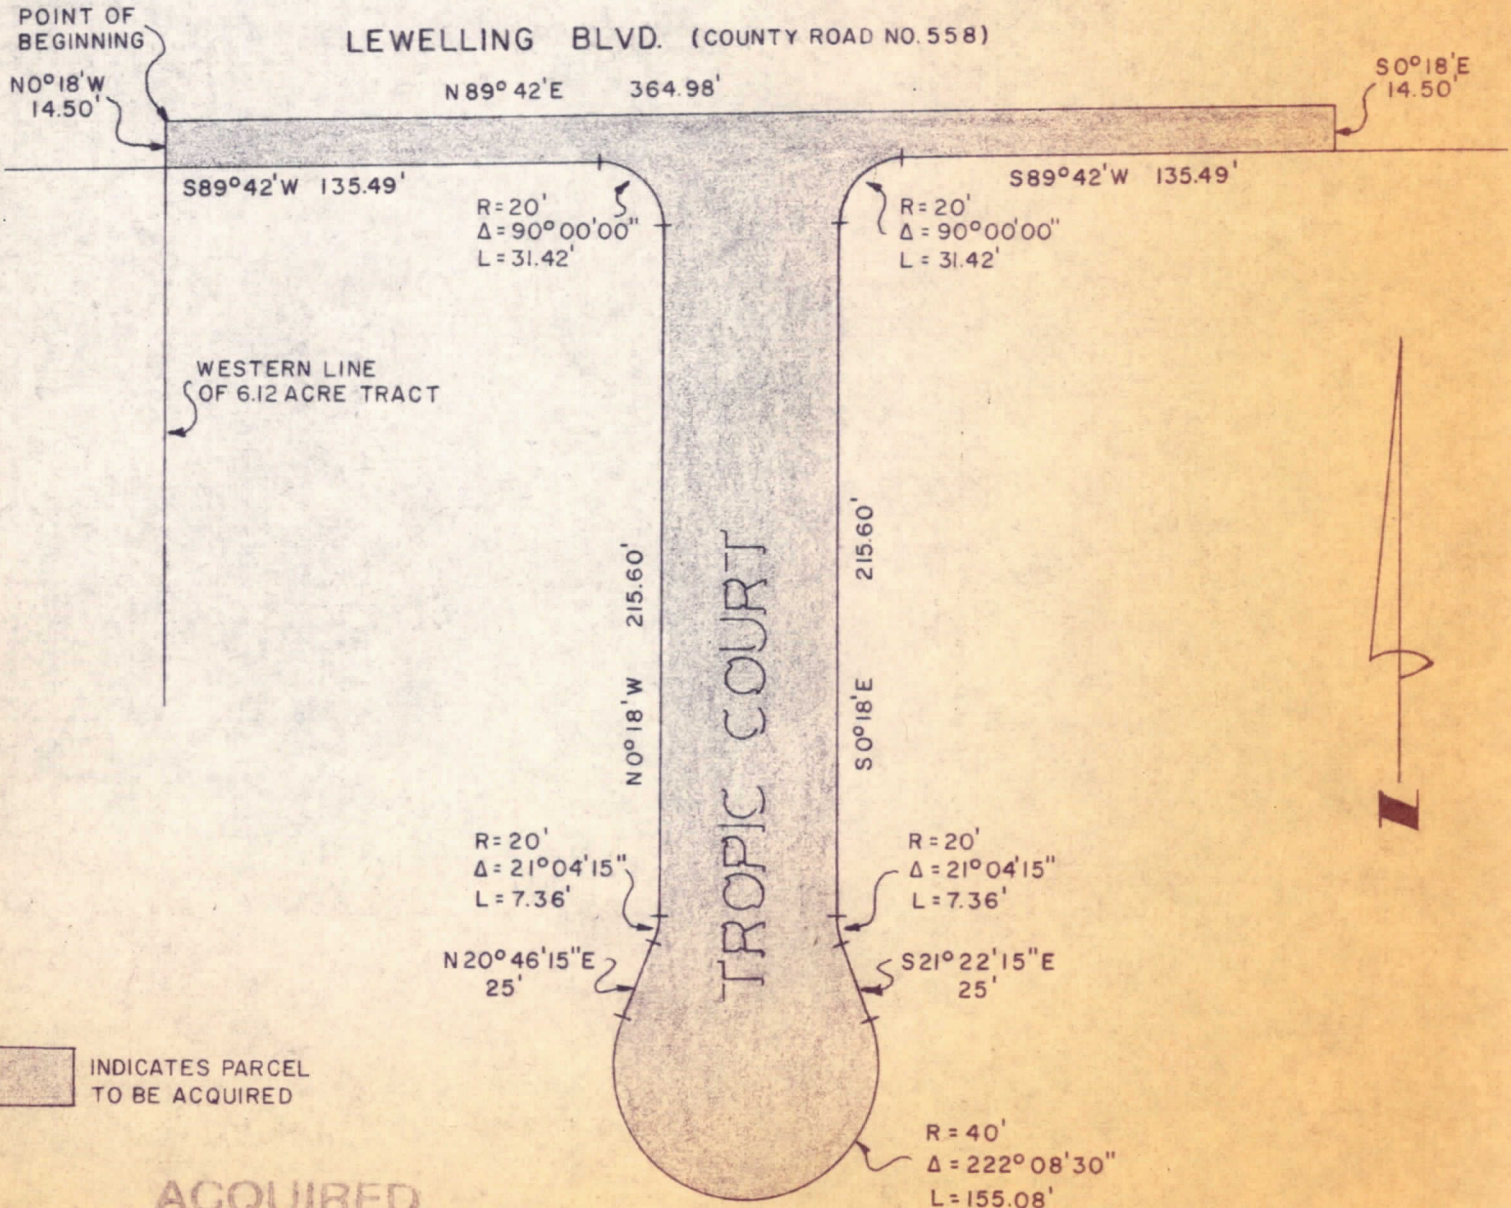 POINT OF
BEGINNING
LEWELLING BLVD. (COUNTY ROAD NO. 558)
N0°18'W
14.50'
N 89° 42' E 364.98'
S0°18'E
14.50'
S89°42'W 135.49'
S89°42'W 135.49'
R = 20'
Δ = 90°00'00"
L = 31.42'
R = 20'
Δ = 90°00'00"
L = 31.42'
WESTERN LINE
OF 6.12 ACRE TRACT
N0°18'W 215.60'
TROPIC COURT
S0°18'E 215.60'
R = 20'
Δ = 21°04'15"
L = 7.36'
R = 20'
Δ = 21°04'15"
L = 7.36'
N20°46'15"E
25'
S21°22'15"E
25'
INDICATES PARCEL
TO BE ACQUIRED
R = 40'
Δ = 222°08'30"
L = 155.08'
ACQUIRED